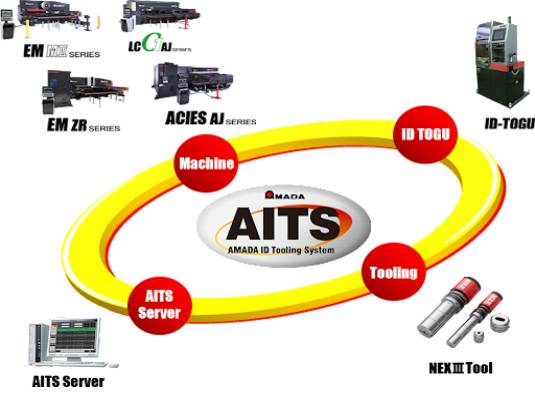 EM MII SERIES
LC C1 AJ SERIES
EM ZR SERIES
ACIES AJ SERIES
ID-TOGU
Machine
ID TOGU
AMADA
AITS
AMADA ID Tooling System
AITS
Server
Tooling
AITS Server
NEXIII Tool